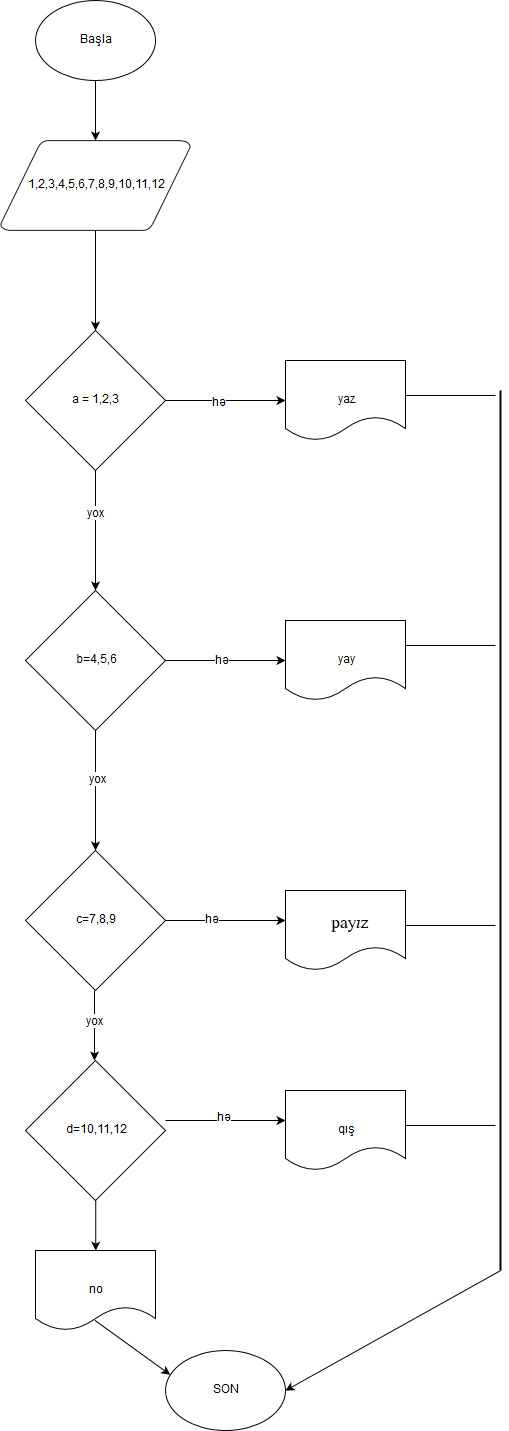 Başla
1,2,3,4,5,6,7,8,9,10,11,12
a = 1,2,3
hə
yaz
yox
b=4,5,6
hə
yay
yox
c=7,8,9
hə
payız
yox
d=10,11,12
hə
qış
no
SON